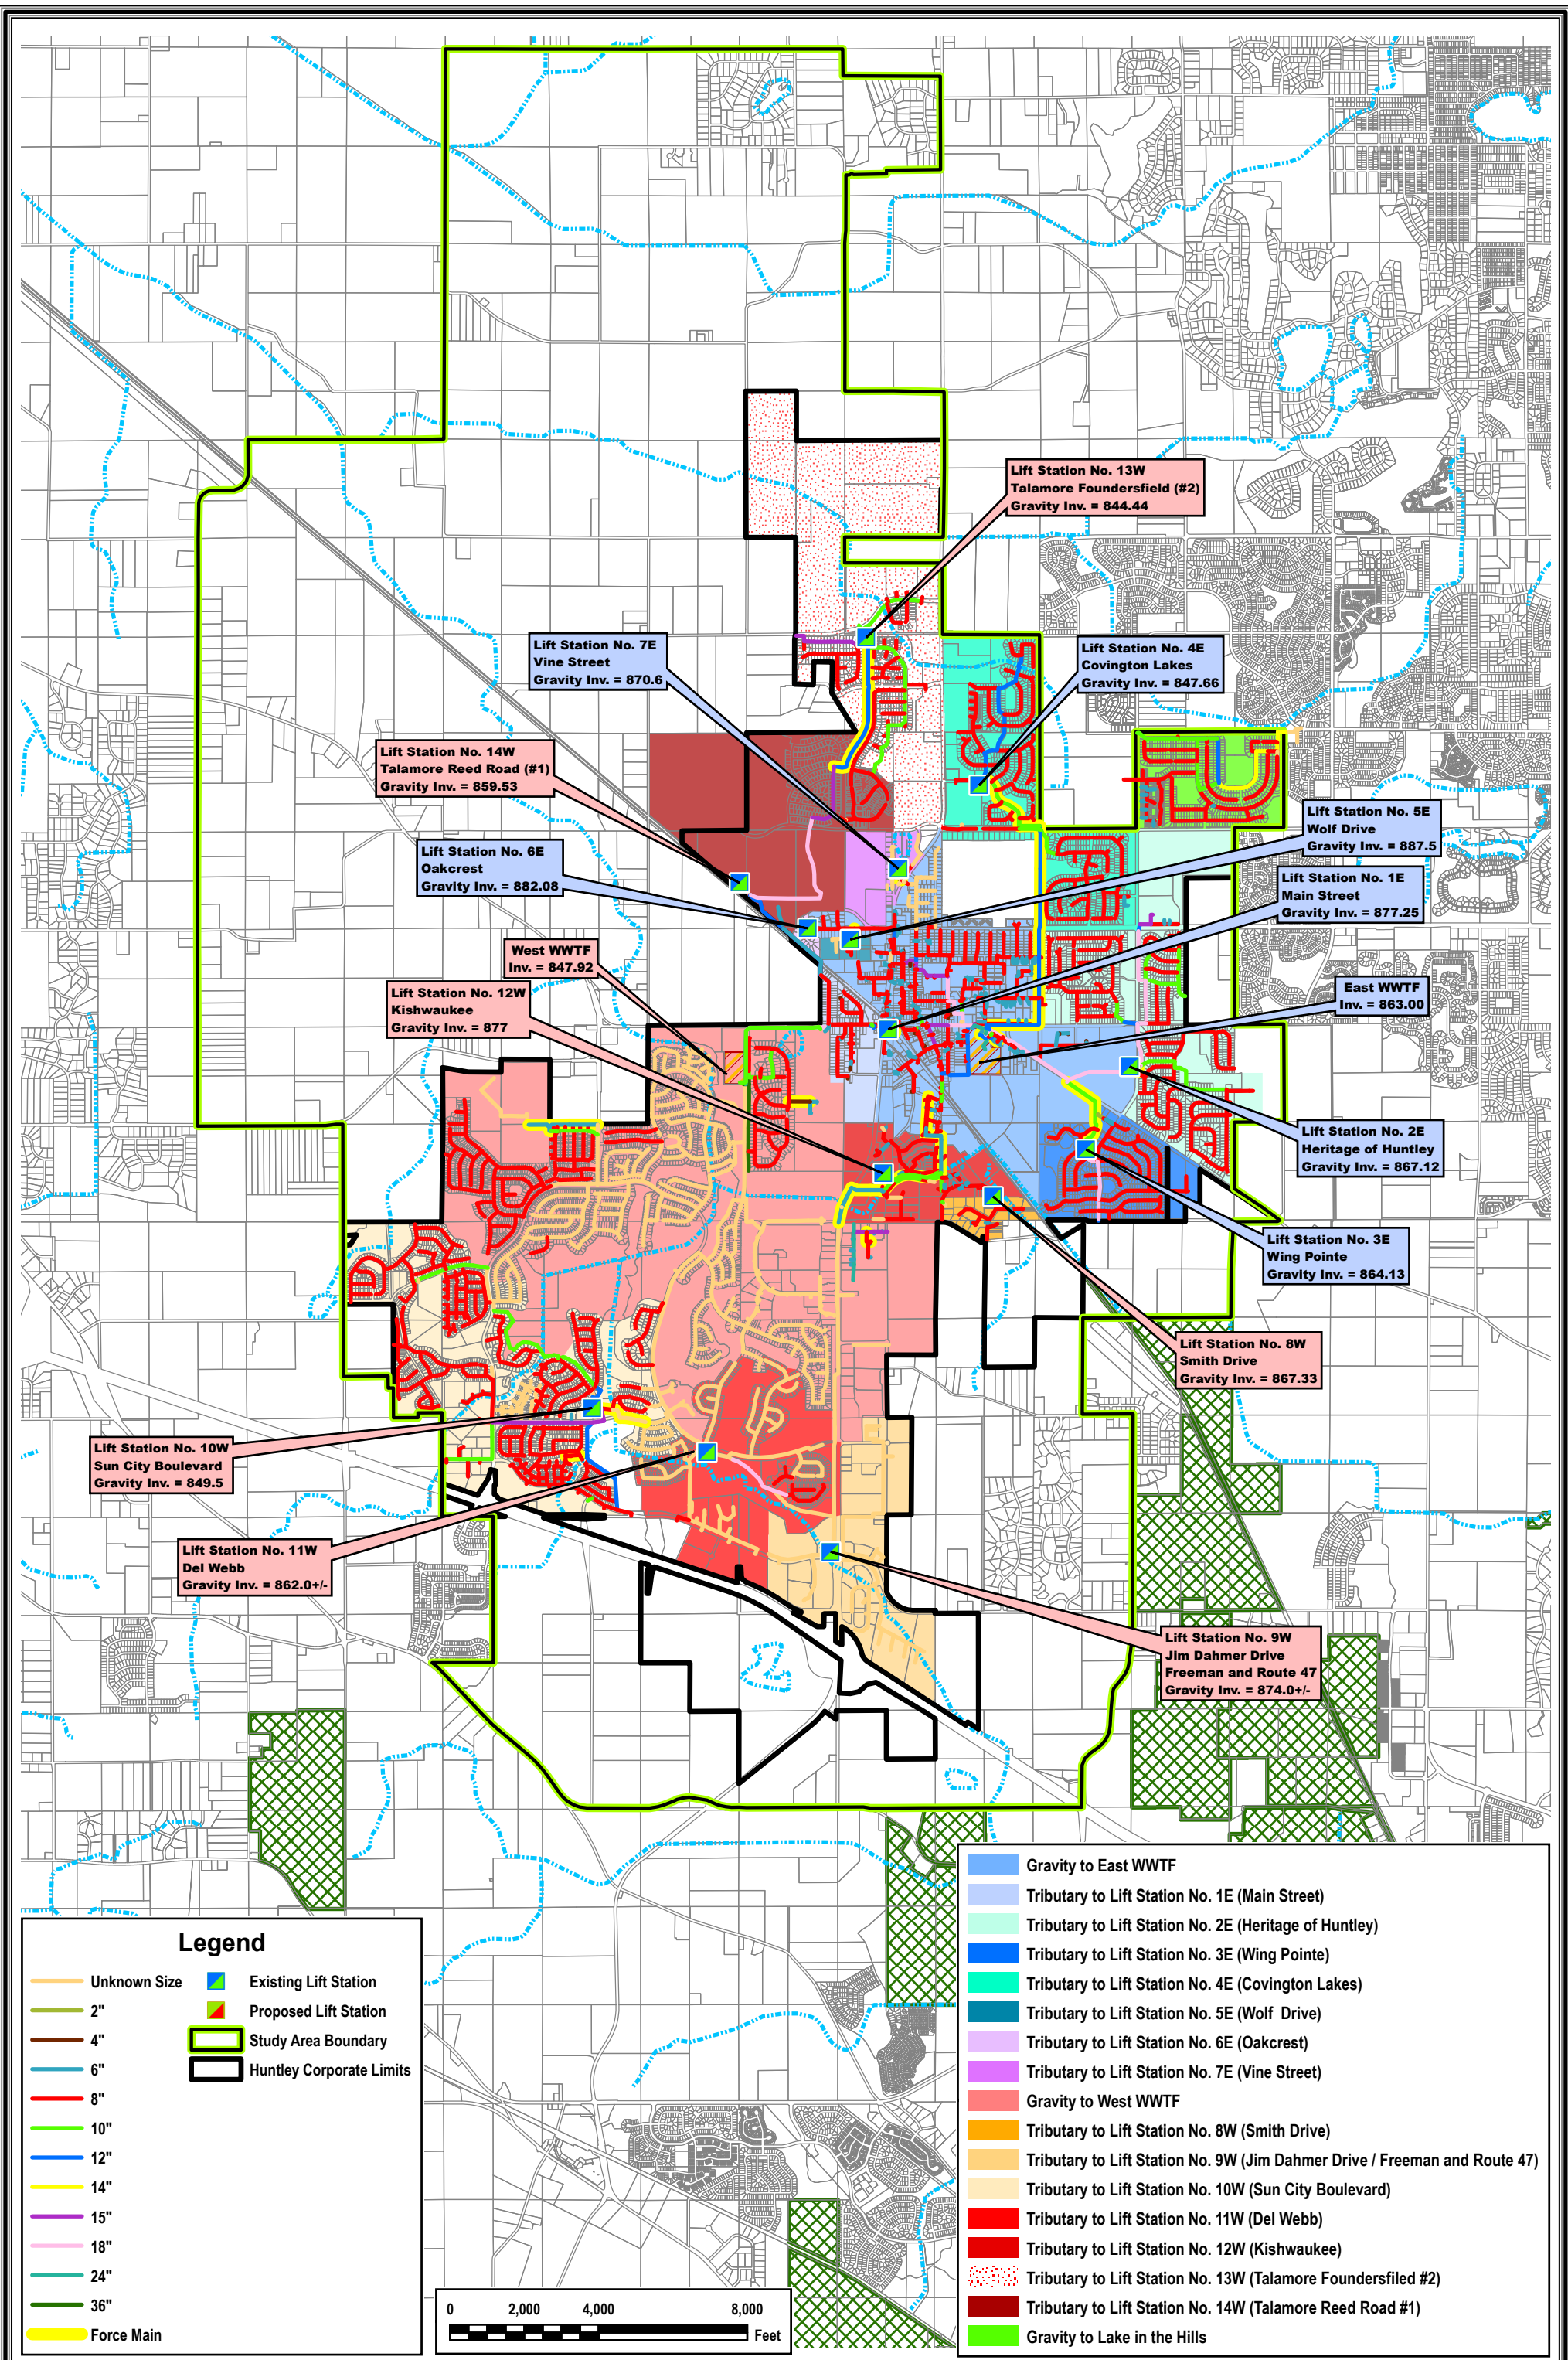 Lift Station No. 13W
Talamore Foundersfield (#2)
Gravity Inv. = 844.44
Lift Station No. 7E
Vine Street
Gravity Inv. = 870.6
Lift Station No. 4E
Covington Lakes
Gravity Inv. = 847.66
Lift Station No. 14W
Talamore Reed Road (#1)
Gravity Inv. = 859.53
Lift Station No. 5E
Wolf Drive
Gravity Inv. = 887.5
Lift Station No. 6E
Oakcrest
Gravity Inv. = 882.08
Lift Station No. 1E
Main Street
Gravity Inv. = 877.25
West WWTF
Inv. = 847.92
East WWTF
Inv. = 863.00
Lift Station No. 12W
Kishwaukee
Gravity Inv. = 877
Lift Station No. 2E
Heritage of Huntley
Gravity Inv. = 867.12
Lift Station No. 3E
Wing Pointe
Gravity Inv. = 864.13
Lift Station No. 8W
Smith Drive
Gravity Inv. = 867.33
Lift Station No. 10W
Sun City Boulevard
Gravity Inv. = 849.5
Lift Station No. 11W
Del Webb
Gravity Inv. = 862.0+/-
Lift Station No. 9W
Jim Dahmer Drive
Freeman and Route 47
Gravity Inv. = 874.0+/-
Legend
Unknown Size
2"
4"
6"
8"
10"
12"
14"
15"
18"
24"
36"
Force Main
Existing Lift Station
Proposed Lift Station
Study Area Boundary
Huntley Corporate Limits
0 2,000 4,000 8,000
Feet
Gravity to East WWTF
Tributary to Lift Station No. 1E (Main Street)
Tributary to Lift Station No. 2E (Heritage of Huntley)
Tributary to Lift Station No. 3E (Wing Pointe)
Tributary to Lift Station No. 4E (Covington Lakes)
Tributary to Lift Station No. 5E (Wolf Drive)
Tributary to Lift Station No. 6E (Oakcrest)
Tributary to Lift Station No. 7E (Vine Street)
Gravity to West WWTF
Tributary to Lift Station No. 8W (Smith Drive)
Tributary to Lift Station No. 9W (Jim Dahmer Drive / Freeman and Route 47)
Tributary to Lift Station No. 10W (Sun City Boulevard)
Tributary to Lift Station No. 11W (Del Webb)
Tributary to Lift Station No. 12W (Kishwaukee)
Tributary to Lift Station No. 13W (Talamore Foundersfiled #2)
Tributary to Lift Station No. 14W (Talamore Reed Road #1)
Gravity to Lake in the Hills